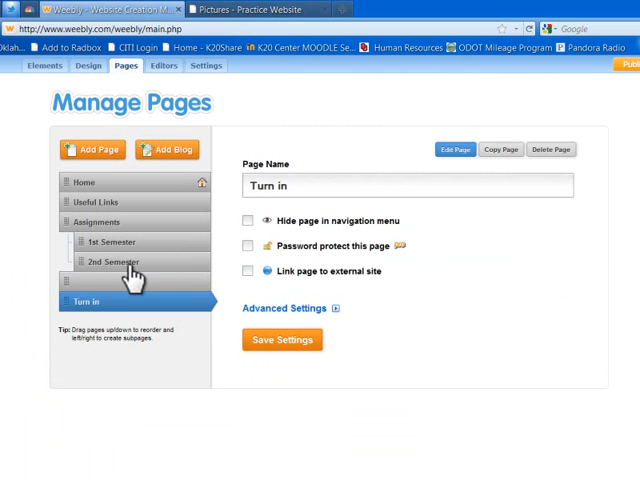 Weebly - Website Creation M...
Pictures - Practice Website
http://www.weebly.com/weebly/main.php
Google
Oklah...
Add to Radbox
CITI Login
Home - K20Share
K20 Center MOODLE Se...
Human Resources
ODOT Mileage Program
Pandora Radio
Elements
Design
Pages
Editors
Settings
Publi
Manage Pages
Add Page
Add Blog
Edit Page
Copy Page
Delete Page
Page Name
Home
Turn in
Useful Links
Assignments
Hide page in navigation menu
1st Semester
Password protect this page
2nd Semester
Link page to external site
Turn in
Advanced Settings
Tip: Drag pages up/down to reorder and
left/right to create subpages.
Save Settings